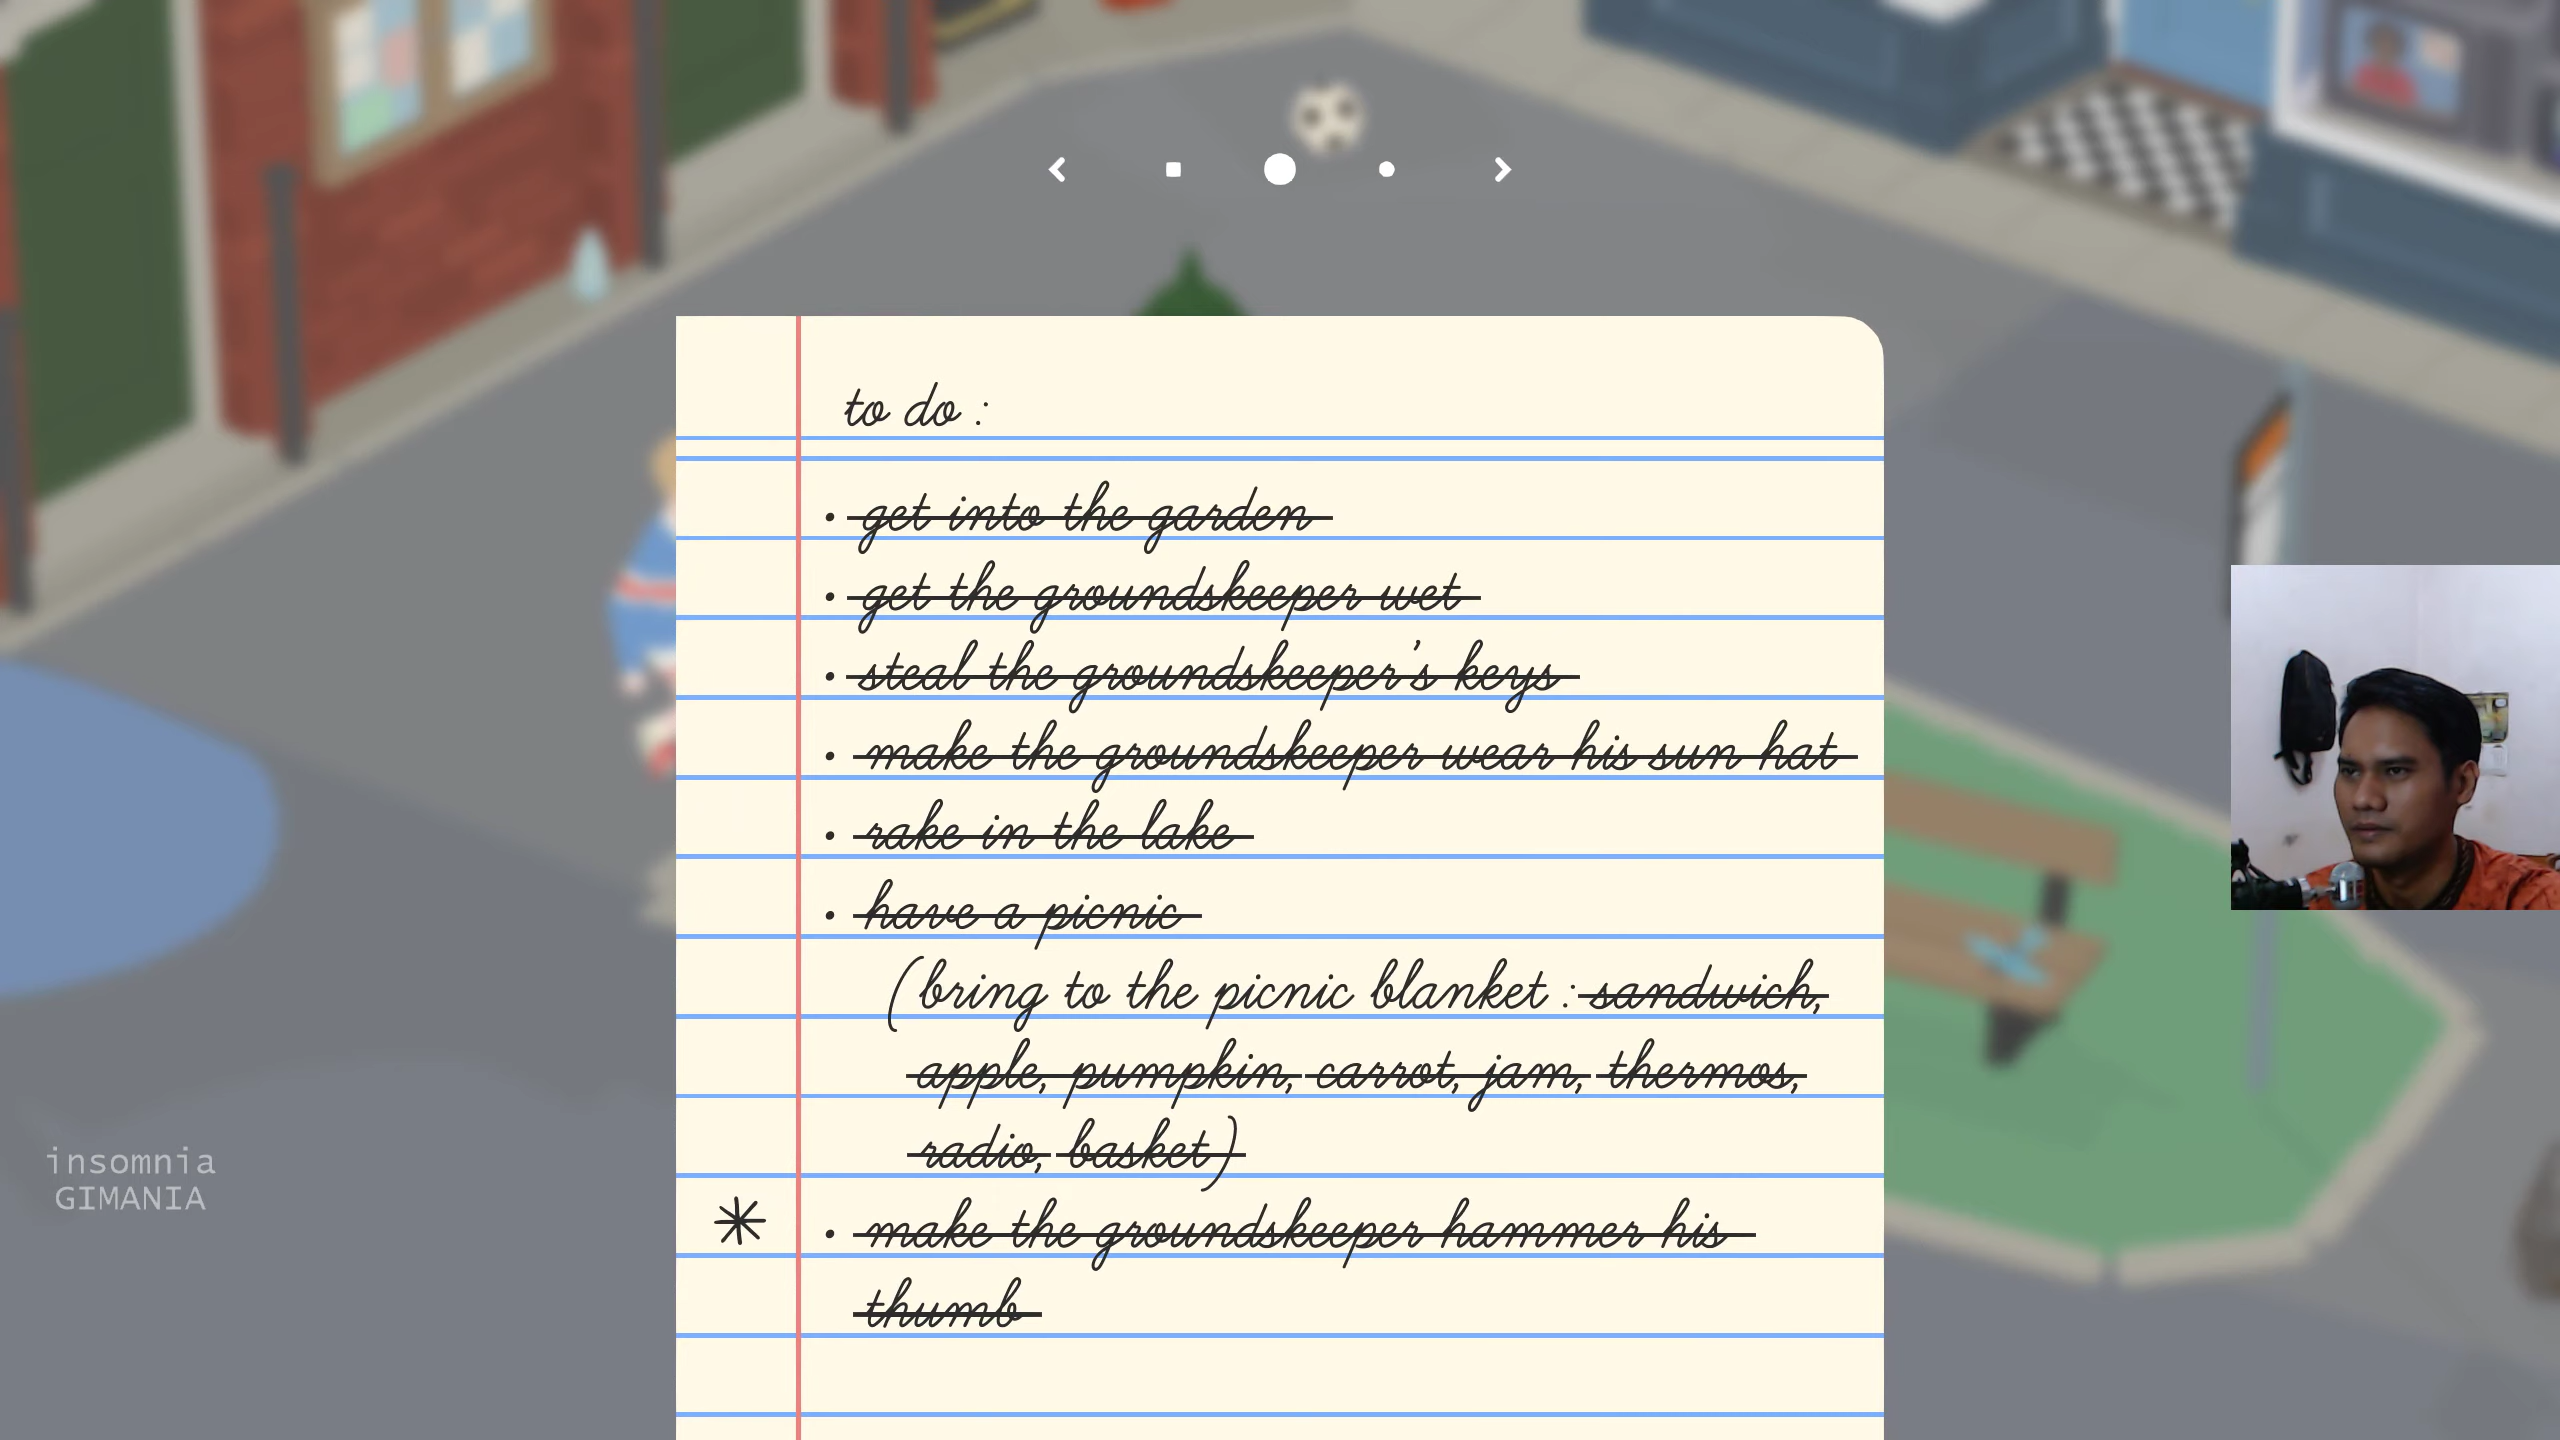 to do :
• get into the garden
• get the groundskeeper wet
• steal the groundskeeper's keys
• make the groundskeeper wear his sun hat
• rake in the lake
• have a picnic
(bring to the picnic blanket : sandwich,
apple, pumpkin, carrot, jam, thermos,
radio, basket)
• make the groundskeeper hammer his
thumb
insomnia
GIMANIA